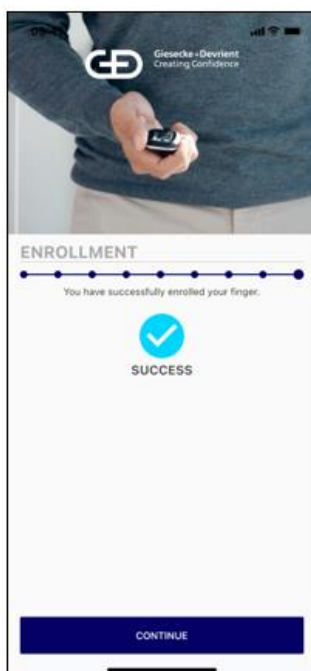 Giesecke+Devrient
Creating Confidence
ENROLLMENT
You have successfully enrolled your finger.
SUCCESS
CONTINUE